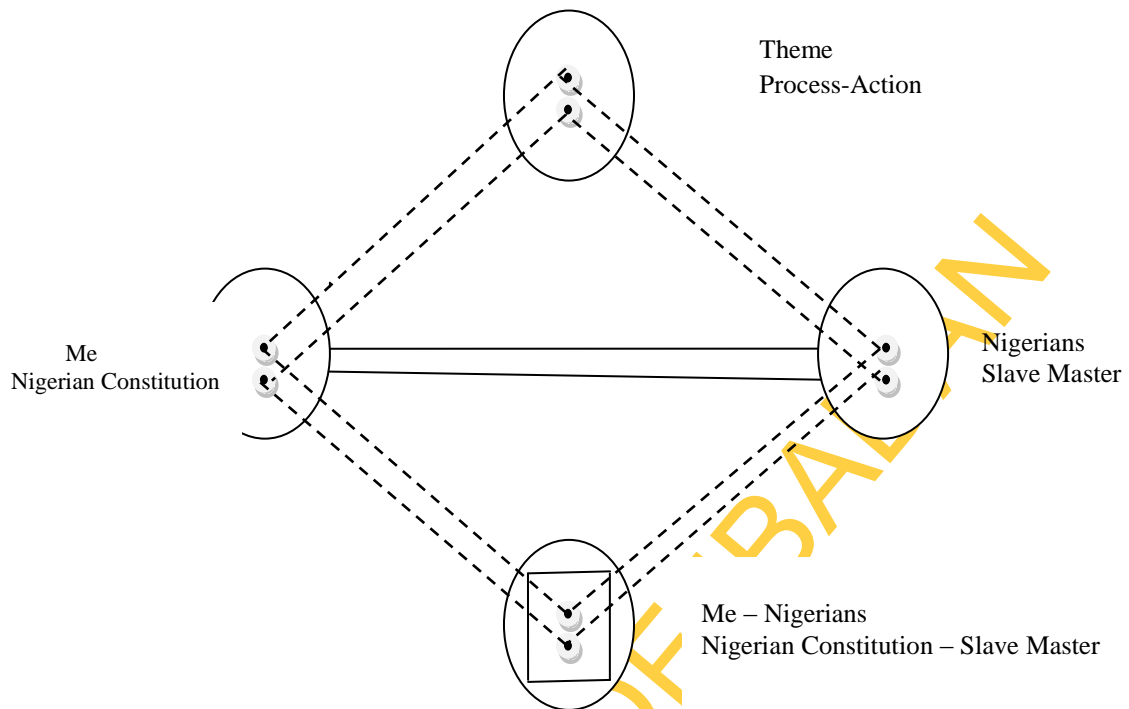 Theme
Process-Action
Me
Nigerian Constitution
Nigerians
Slave Master
Me – Nigerians
Nigerian Constitution – Slave Master